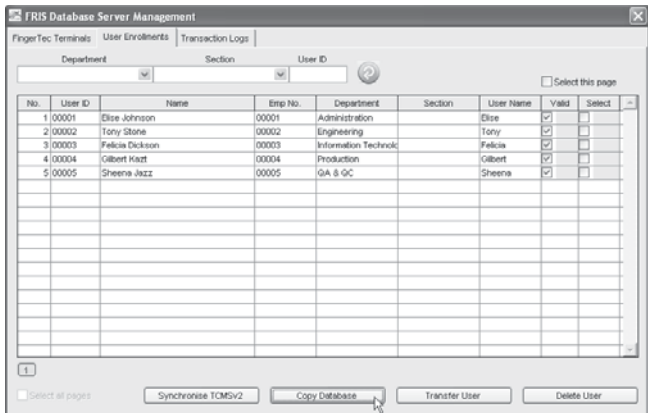 FRIS Database Server Management
FingerTec Terminals User Enrollments Transaction Logs
Department Section User ID
Select this page
No. User ID Name Emp No. Department Section User Name Valid Select
1 00001 Elise Johnson 00001 Administration Elise
2 00002 Tony Stone 00002 Engineering Tony
3 00003 Felicia Dickson 00003 Information Technolc Felicia
4 00004 Gilbert Kazt 00004 Production Gilbert
5 00005 Sheena Jazz 00005 QA & QC Sheena
1
Select all pages Synchronise TCMSv2 Copy Database Transfer User Delete User